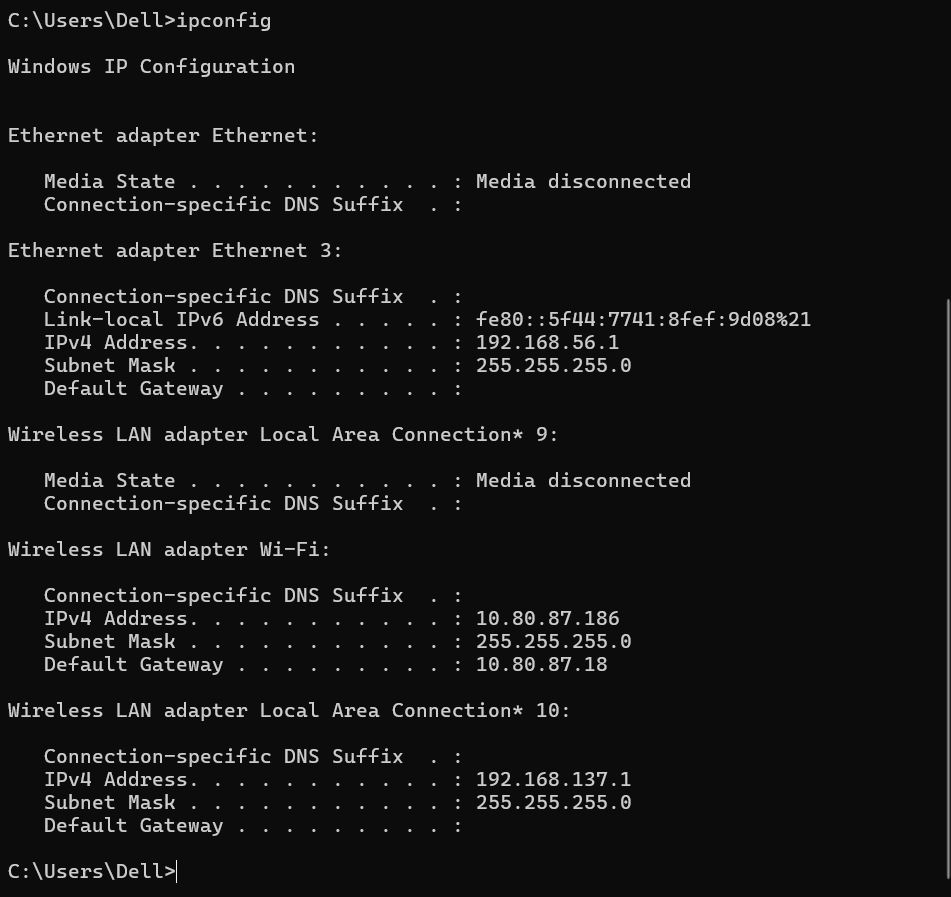 C:\Users\Dell>ipconfig
Windows IP Configuration
Ethernet adapter Ethernet:
   Media State . . . . . . . . . . . : Media disconnected
   Connection-specific DNS Suffix  . :
Ethernet adapter Ethernet 3:
   Connection-specific DNS Suffix  . :
   Link-local IPv6 Address . . . . . : fe80::5f44:7741:8fef:9d08%21
   IPv4 Address. . . . . . . . . . . : 192.168.56.1
   Subnet Mask . . . . . . . . . . . : 255.255.255.0
   Default Gateway . . . . . . . . . :
Wireless LAN adapter Local Area Connection* 9:
   Media State . . . . . . . . . . . : Media disconnected
   Connection-specific DNS Suffix  . :
Wireless LAN adapter Wi-Fi:
   Connection-specific DNS Suffix  . :
   IPv4 Address. . . . . . . . . . . : 10.80.87.186
   Subnet Mask . . . . . . . . . . . : 255.255.255.0
   Default Gateway . . . . . . . . . : 10.80.87.18
Wireless LAN adapter Local Area Connection* 10:
   Connection-specific DNS Suffix  . :
   IPv4 Address. . . . . . . . . . . : 192.168.137.1
   Subnet Mask . . . . . . . . . . . : 255.255.255.0
   Default Gateway . . . . . . . . . :
C:\Users\Dell>